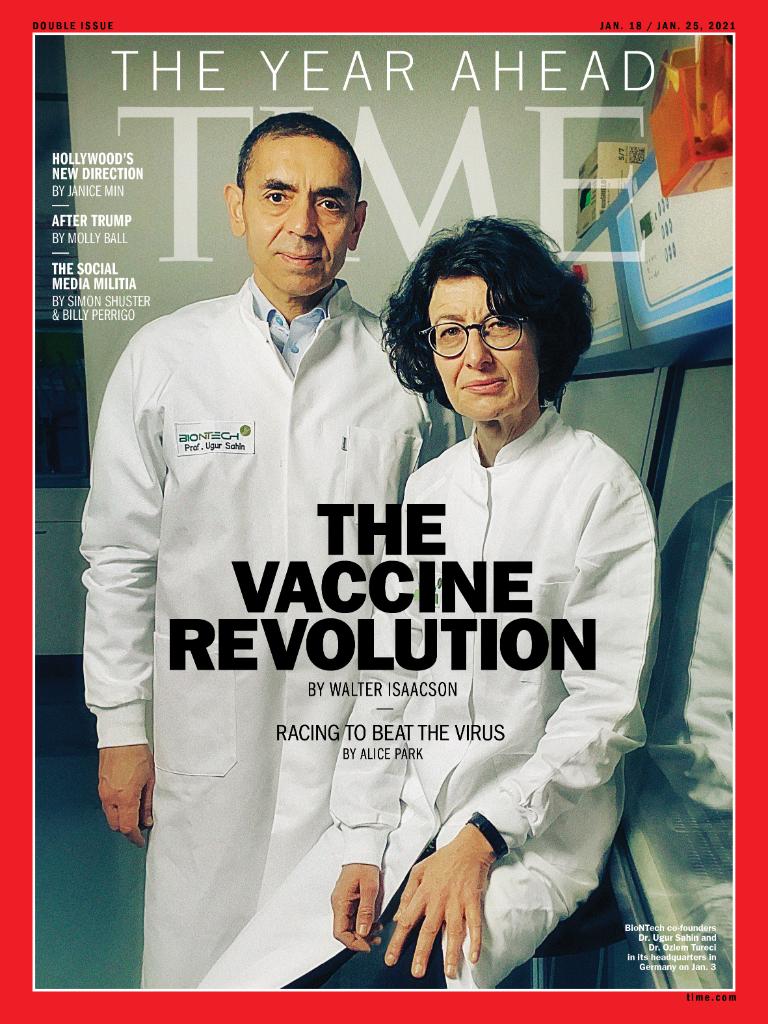 DOUBLE ISSUE
JAN. 18 / JAN. 25, 2021
THE YEAR AHEAD
TIME
HOLLYWOOD'S
NEW DIRECTION
BY JANICE MIN
AFTER TRUMP
BY MOLLY BALL
THE SOCIAL
MEDIA MILITIA
BY SIMON SHUSTER
& BILLY PERRIGO
5/7
BIONTECH
Prof. Ugur Sahin
THE
VACCINE
REVOLUTION
BY WALTER ISAACSON
RACING TO BEAT THE VIRUS
BY ALICE PARK
BioNTech co-founders
Dr. Ugur Sahin and
Dr. Ozlem Tureci
in its headquarters in
Germany on Jan. 3
time.com